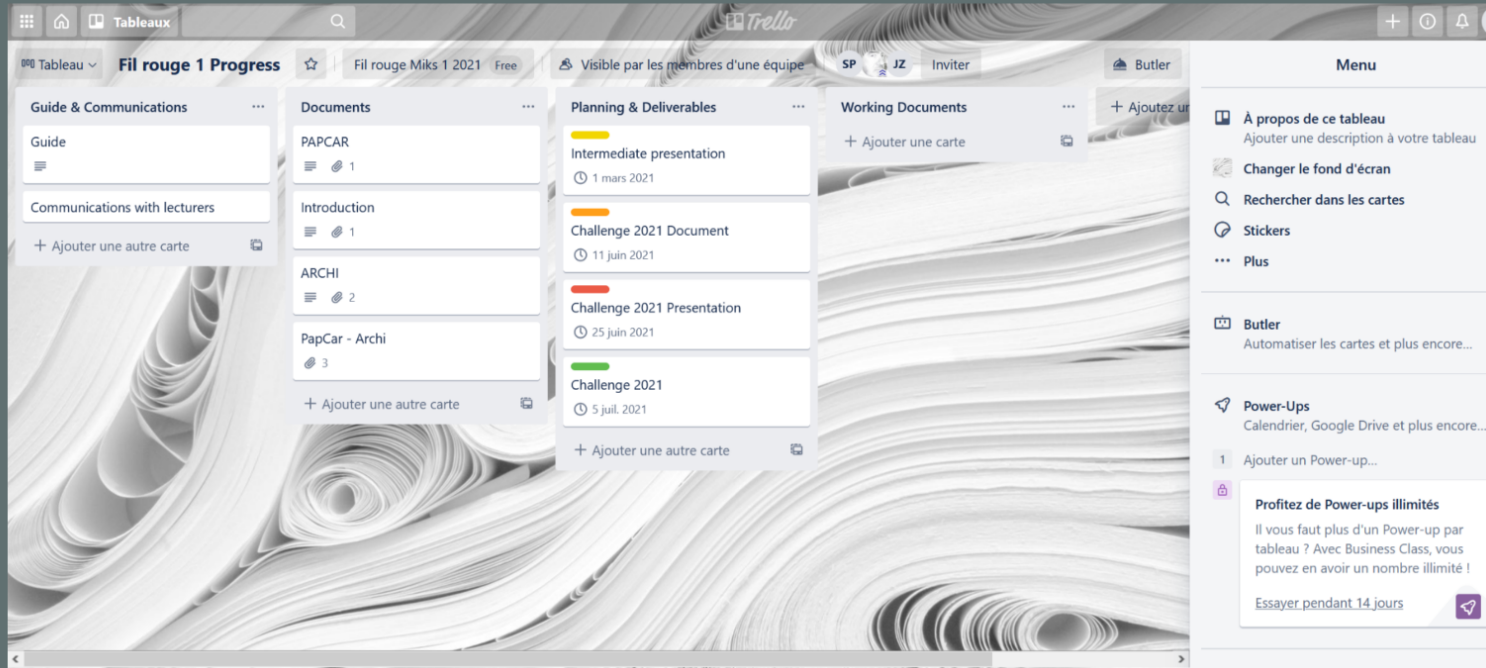 Tableaux
Trello
Tableau
Fil rouge 1 Progress
Fil rouge Miks 1 2021 Free
Visible par les membres d'une équipe
SP
JZ
Inviter
Butler
Guide & Communications
Guide
Communications with lecturers
+ Ajouter une autre carte
Documents
PAPCAR
1
Introduction
1
ARCHI
2
PapCar - Archi
3
+ Ajouter une autre carte
Planning & Deliverables
Intermediate presentation
1 mars 2021
Challenge 2021 Document
11 juin 2021
Challenge 2021 Presentation
25 juin 2021
Challenge 2021
5 juil. 2021
+ Ajouter une autre carte
Working Documents
+ Ajouter une carte
+ Ajoutez un
Menu
À propos de ce tableau
Ajouter une description à votre tableau
Changer le fond d'écran
Rechercher dans les cartes
Stickers
Plus
Butler
Automatiser les cartes et plus encore...
Power-Ups
Calendrier, Google Drive et plus encore...
1 Ajouter un Power-up...
Profitez de Power-ups illimités
Il vous faut plus d'un Power-up par
tableau ? Avec Business Class, vous
pouvez en avoir un nombre illimité !
Essayer pendant 14 jours